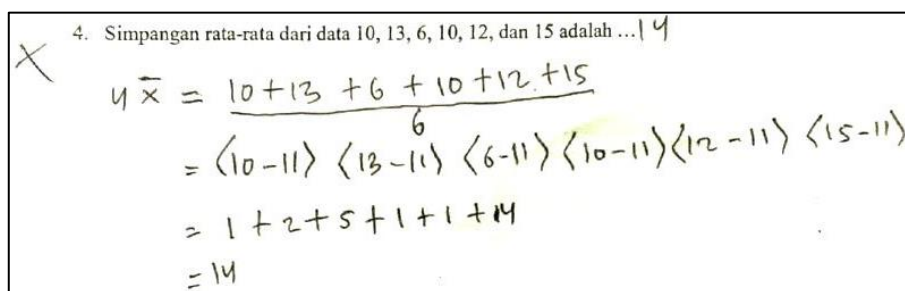 X 4. Simpangan rata-rata dari data 10, 13, 6, 10, 12, dan 15 adalah ... 14
4 x̄ = 10 + 13 + 6 + 10 + 12 + 15
6
= ⟨10-11⟩ ⟨13-11⟩ ⟨6-11⟩ ⟨10-11⟩ ⟨12-11⟩ ⟨15-11⟩
= 1 + 2 + 5 + 1 + 1 + 14
= 14